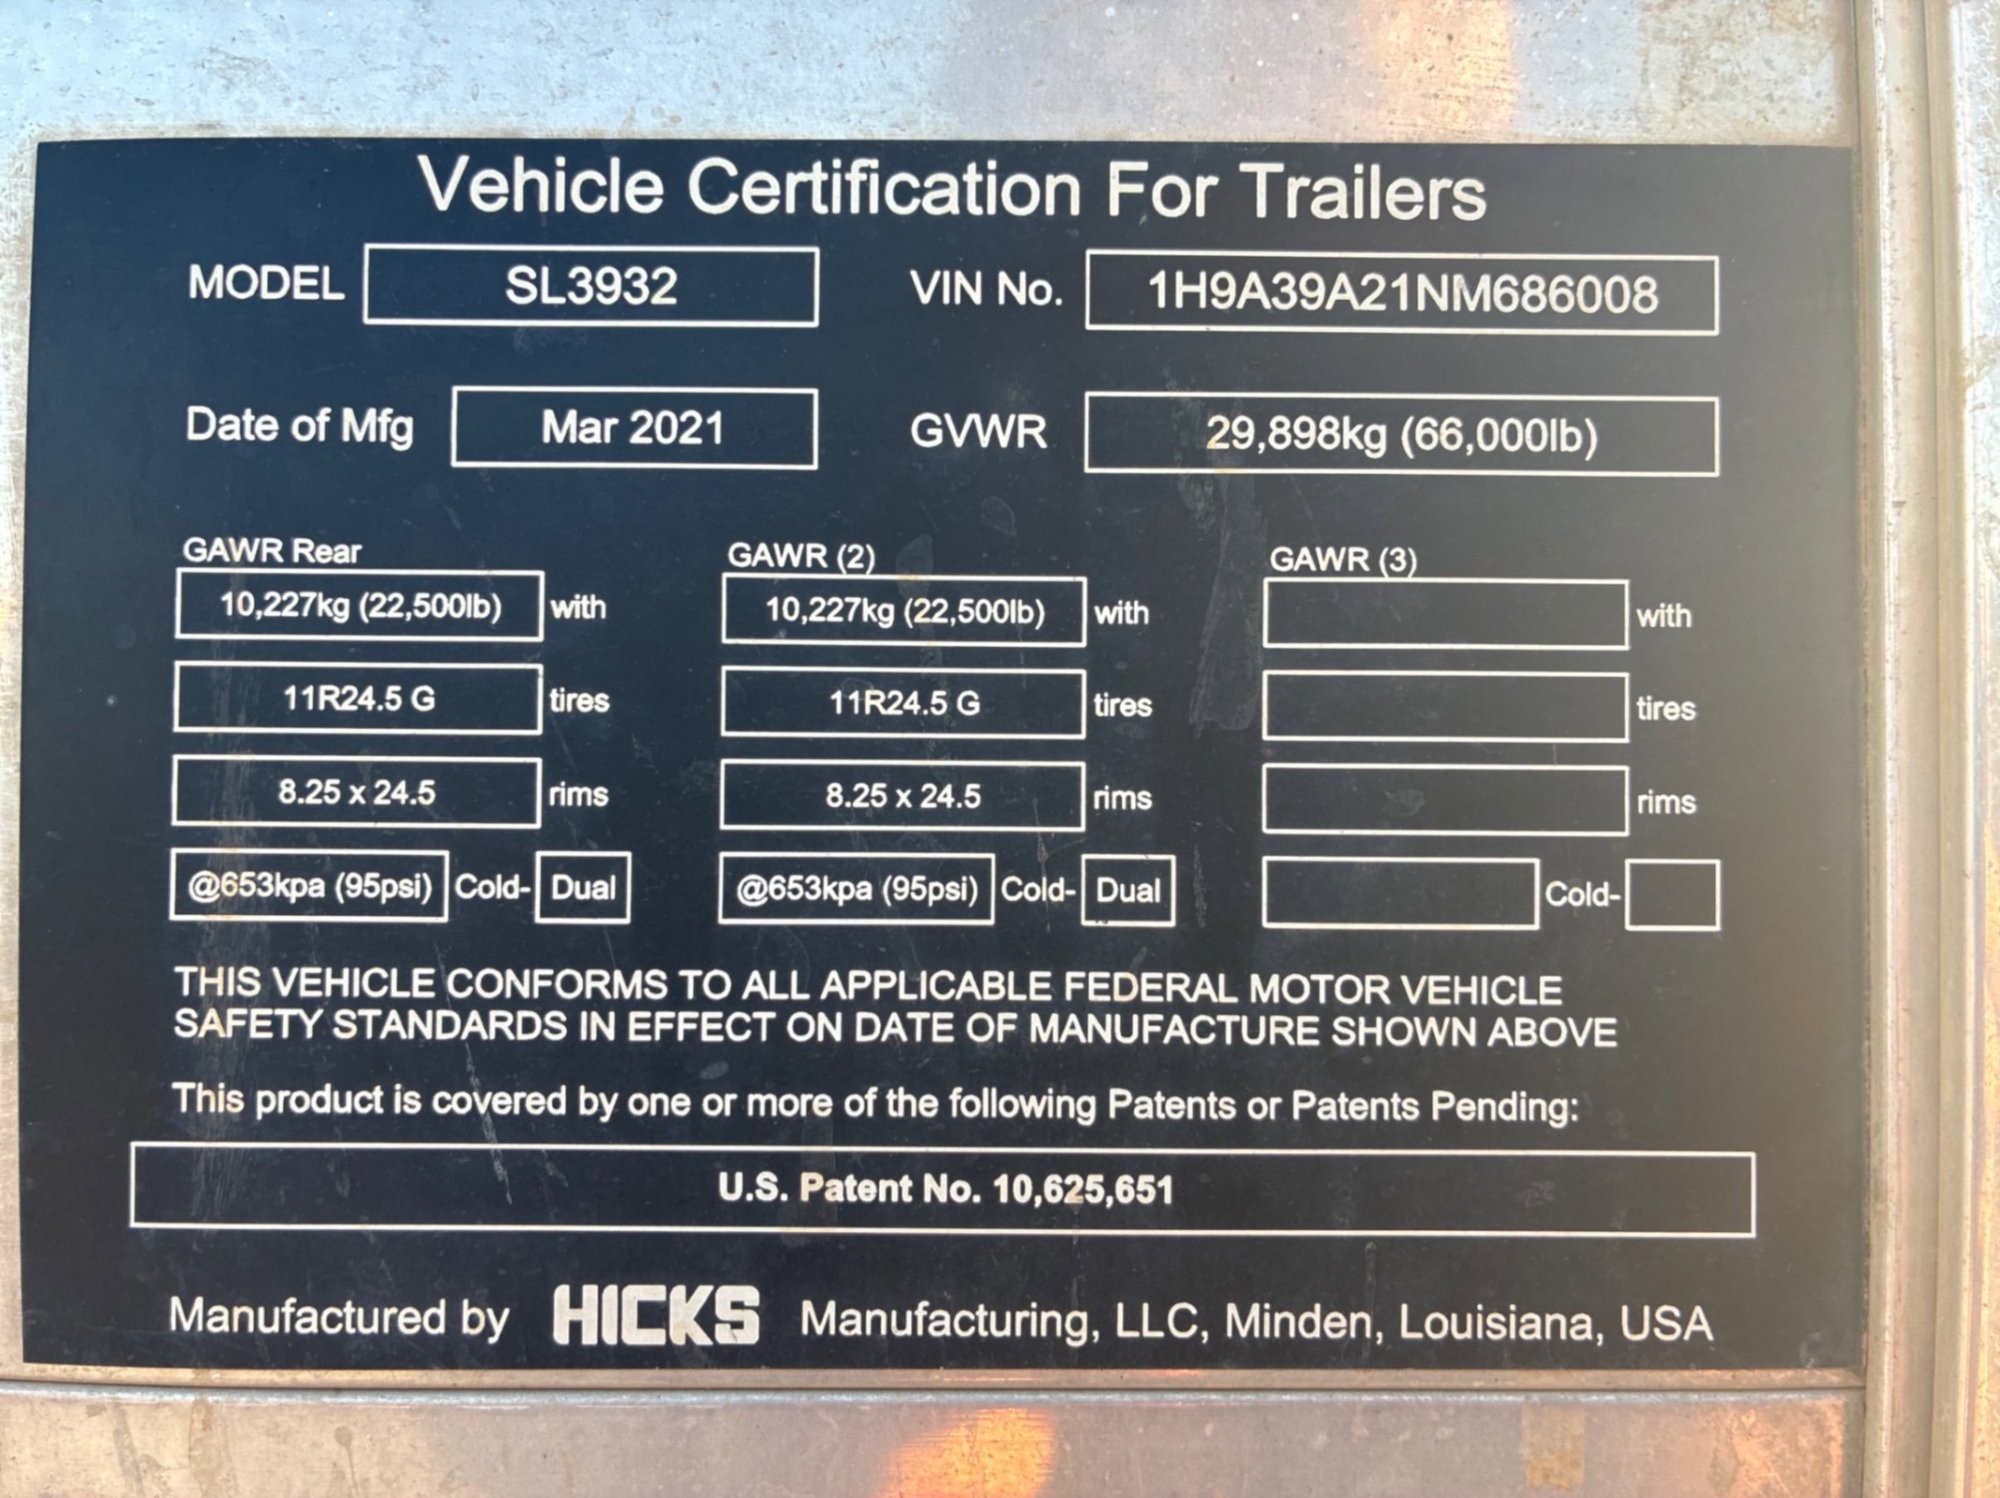 Vehicle Certification For Trailers
MODEL SL3932 VIN No. 1H9A39A21NM686008
Date of Mfg Mar 2021 GVWR 29,898kg (66,000lb)
GAWR Rear GAWR (2) GAWR (3)
10,227kg (22,500lb) with 10,227kg (22,500lb) with with
11R24.5 G tires 11R24.5 G tires tires
8.25 x 24.5 rims 8.25 x 24.5 rims rims
@653kpa (95psi) Cold- Dual @653kpa (95psi) Cold- Dual Cold-
THIS VEHICLE CONFORMS TO ALL APPLICABLE FEDERAL MOTOR VEHICLE
SAFETY STANDARDS IN EFFECT ON DATE OF MANUFACTURE SHOWN ABOVE
This product is covered by one or more of the following Patents or Patents Pending:
U.S. Patent No. 10,625,651
Manufactured by HICKS Manufacturing, LLC, Minden, Louisiana, USA